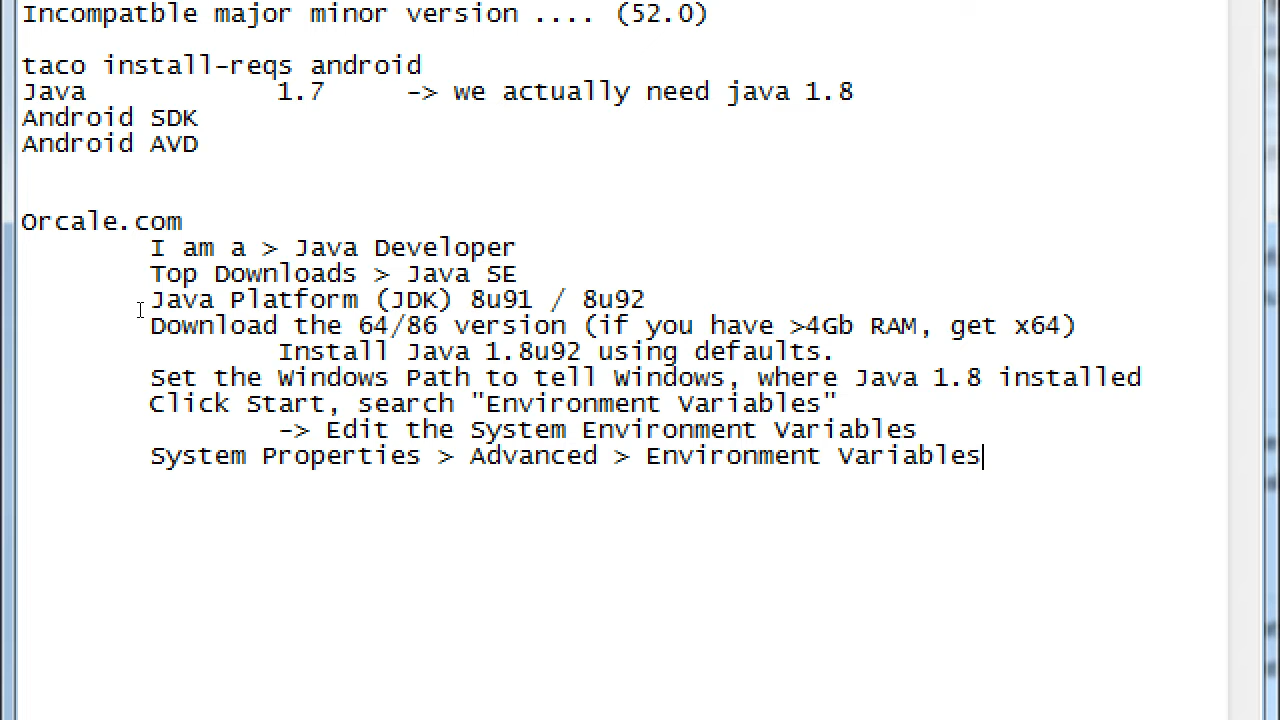 Incompatble major minor version .... (52.0)
taco install-reqs android
Java 1.7 -> we actually need java 1.8
Android SDK
Android AVD
Orcale.com
I am a > Java Developer
Top Downloads > Java SE
Java Platform (JDK) 8u91 / 8u92
Download the 64/86 version (if you have >4Gb RAM, get x64)
Install Java 1.8u92 using defaults.
Set the Windows Path to tell Windows, where Java 1.8 installed
Click Start, search "Environment Variables"
-> Edit the System Environment Variables
System Properties > Advanced > Environment Variables